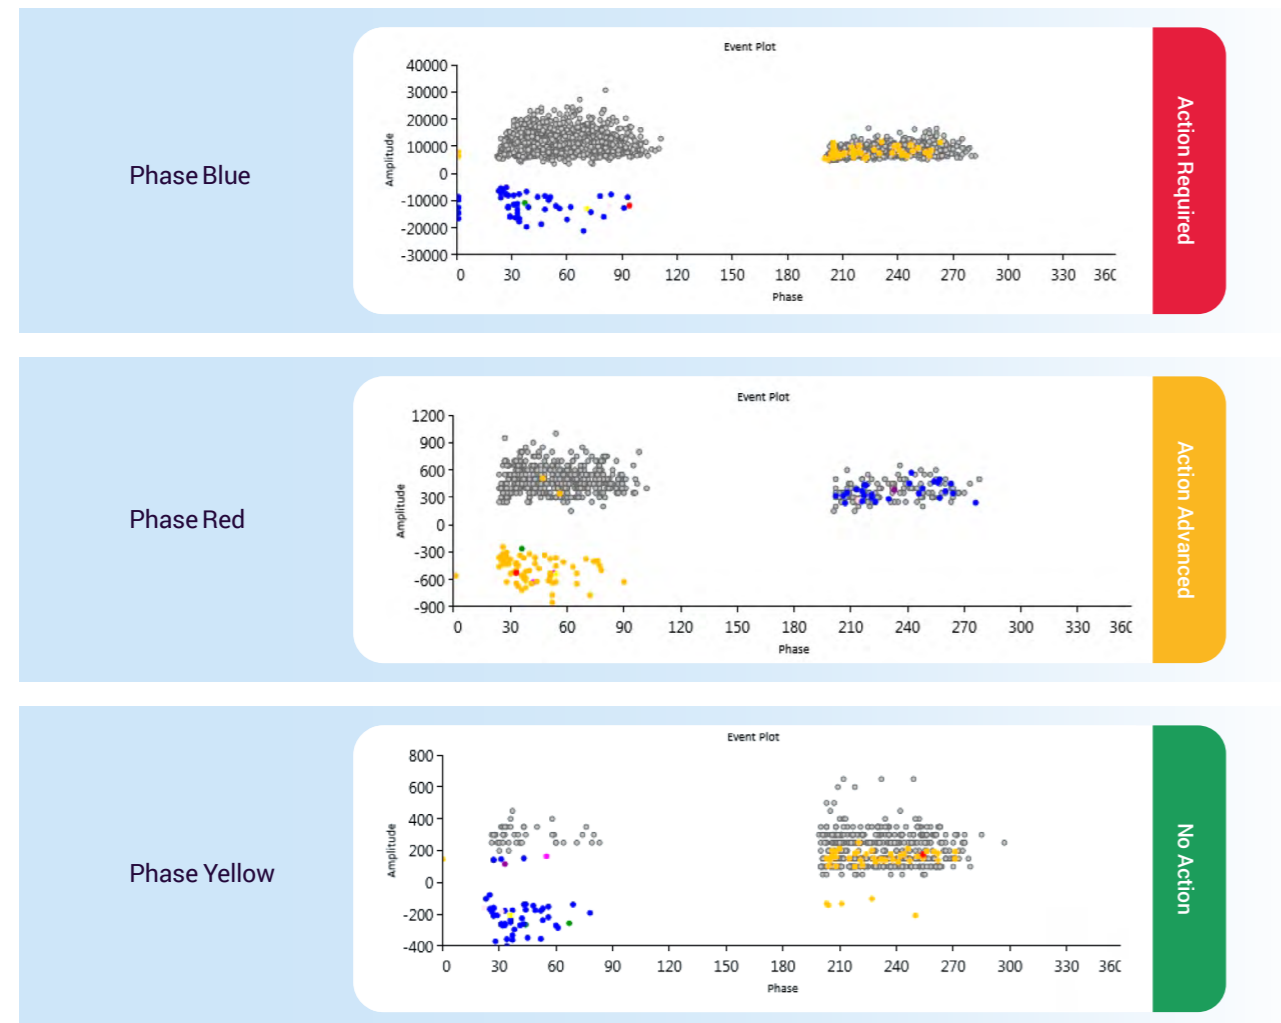 Phase Blue
Event Plot
Amplitude
40000
30000
20000
10000
0
-10000
-20000
-30000
0 30 60 90 120 150 180 210 240 270 300 330 36
Phase
Action Required
Phase Red
Event Plot
Amplitude
1200
900
600
300
0
-300
-600
-900
0 30 60 90 120 150 180 210 240 270 300 330 36
Phase
Action Advanced
Phase Yellow
Event Plot
Amplitude
800
600
400
200
0
-200
-400
0 30 60 90 120 150 180 210 240 270 300 330 36
Phase
No Action